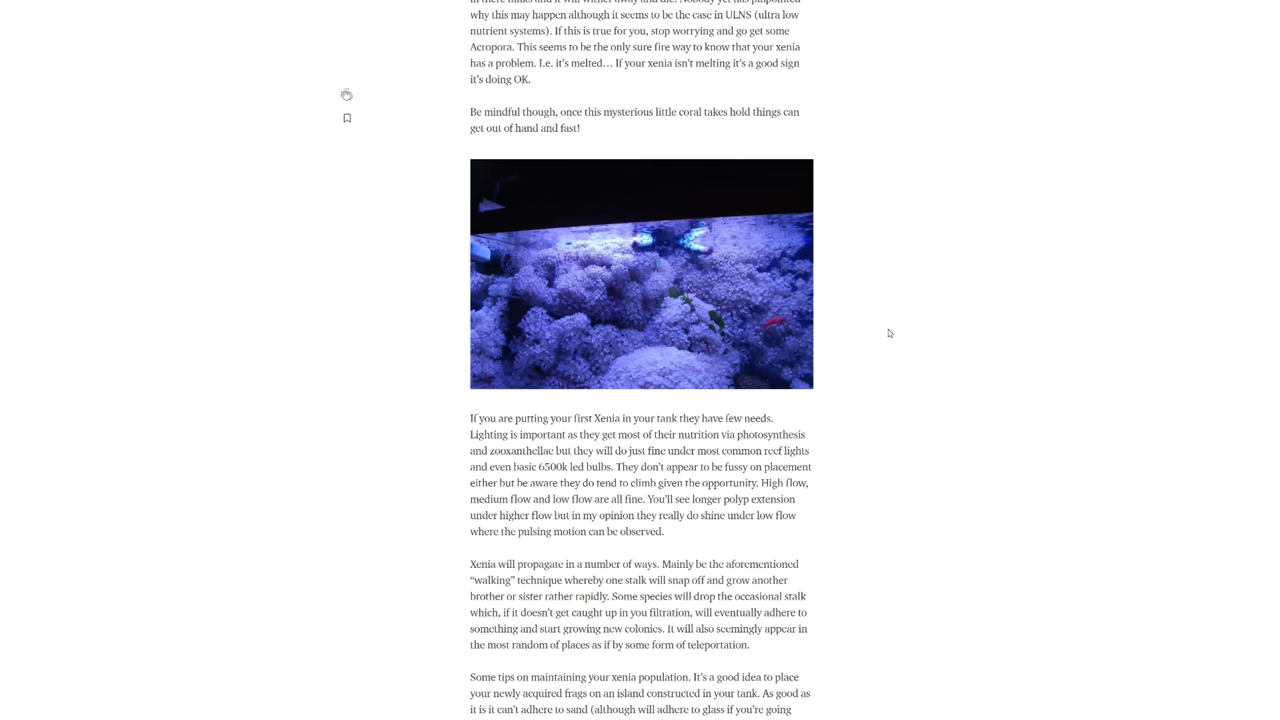 why this may happen although it seems to be the case in ULNS (ultra low
nutrient systems). If this is true for you, stop worrying and go get some
Acropora. This seems to be the only sure fire way to know that your xenia
has a problem. I.e. it's melted… If your xenia isn't melting it's a good sign
it's doing OK.
Be mindful though, once this mysterious little coral takes hold things can
get out of hand and fast!
If you are putting your first Xenia in your tank they have few needs.
Lighting is important as they get most of their nutrition via photosynthesis
and zooxanthellae but they will do just fine under most common reef lights
and even basic 6500k led bulbs. They don't appear to be fussy on placement
either but be aware they do tend to climb given the opportunity. High flow,
medium flow and low flow are all fine. You'll see longer polyp extension
under higher flow but in my opinion they really do shine under low flow
where the pulsing motion can be observed.
Xenia will propagate in a number of ways. Mainly be the aforementioned
“walking” technique whereby one stalk will snap off and grow another
brother or sister rather rapidly. Some species will drop the occasional stalk
which, if it doesn't get caught up in you filtration, will eventually adhere to
something and start growing new colonies. It will also seemingly appear in
the most random of places as if by some form of teleportation.
Some tips on maintaining your xenia population. It's a good idea to place
your newly acquired frags on an island constructed in your tank. As good as
it is it can't adhere to sand (although will adhere to glass if you're going